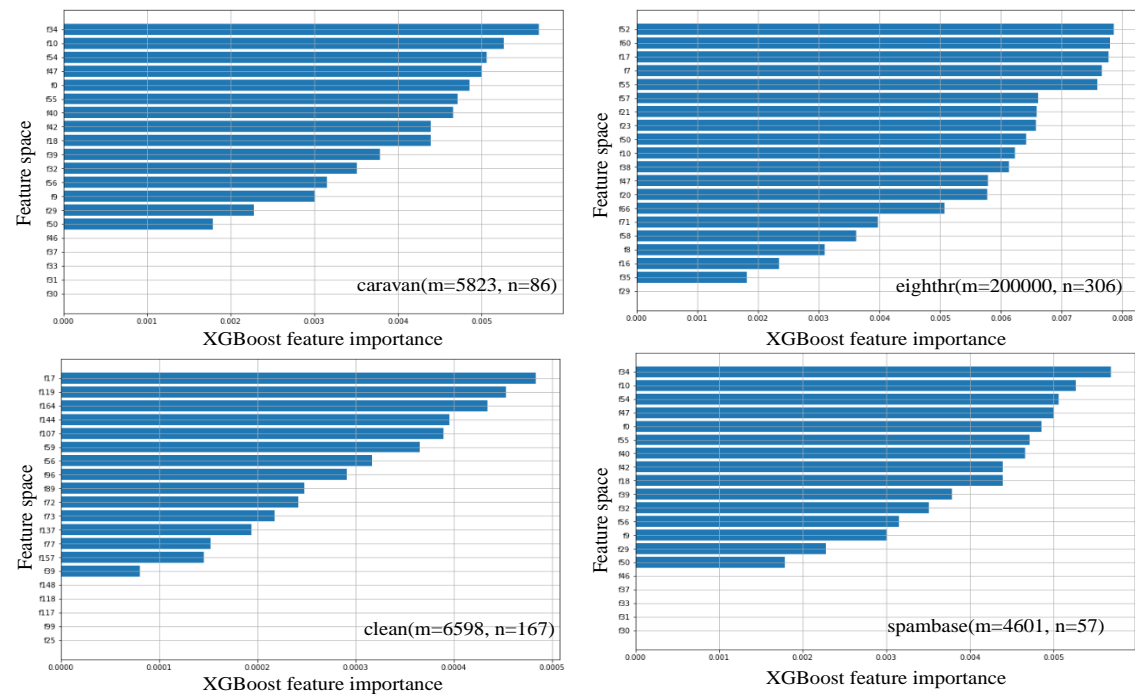 f34
f10
f54
f47
f0
f55
f40
f42
f18
f39
f32
f56
f9
f29
f50
f46
f37
f33
f31
f30
Feature space
caravan(m=5823, n=86)
0.000 0.001 0.002 0.003 0.004 0.005
XGBoost feature importance
f52
f60
f17
f7
f55
f57
f21
f23
f50
f10
f38
f47
f20
f66
f71
f58
f8
f16
f35
f29
Feature space
eighthr(m=200000, n=306)
0.000 0.001 0.002 0.003 0.004 0.005 0.006 0.007 0.008
XGBoost feature importance
f17
f119
f164
f144
f107
f59
f56
f96
f89
f72
f73
f137
f77
f157
f39
f148
f118
f117
f99
f25
Feature space
clean(m=6598, n=167)
0.0000 0.0001 0.0002 0.0003 0.0004 0.0005
XGBoost feature importance
f34
f10
f54
f47
f0
f55
f40
f42
f18
f39
f32
f56
f9
f29
f50
f46
f37
f33
f31
f30
Feature space
spambase(m=4601, n=57)
0.000 0.001 0.002 0.003 0.004 0.005
XGBoost feature importance